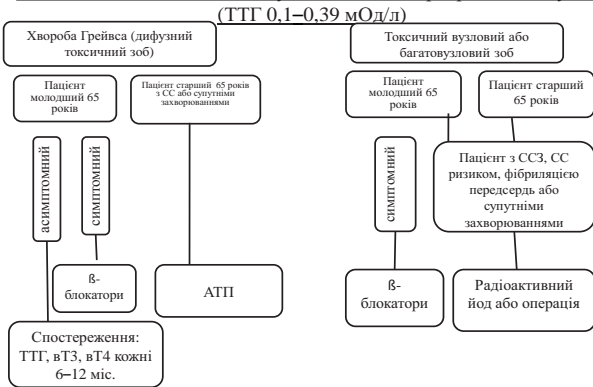 (ТТГ 0,1–0,39 мОд/л)
Хвороба Грейвса (дифузний
токсичний зоб)
Токсичний вузловий або
багатовузловий зоб
Пацієнт
молодший 65
років
Пацієнт старший 65 років
з СС або супутніми
захворюваннями
Пацієнт
молодший 65
років
Пацієнт старший
65 років
асимптомний
симптомний
симптомний
Пацієнт з ССЗ, СС
ризиком, фібриляцією
передсердь або
супутніми
захворюваннями
ß-
блокатори
АТП
ß-
блокатори
Радіоактивний
йод або операція
Спостереження:
ТТГ, вТ3, вТ4 кожні
6–12 міс.